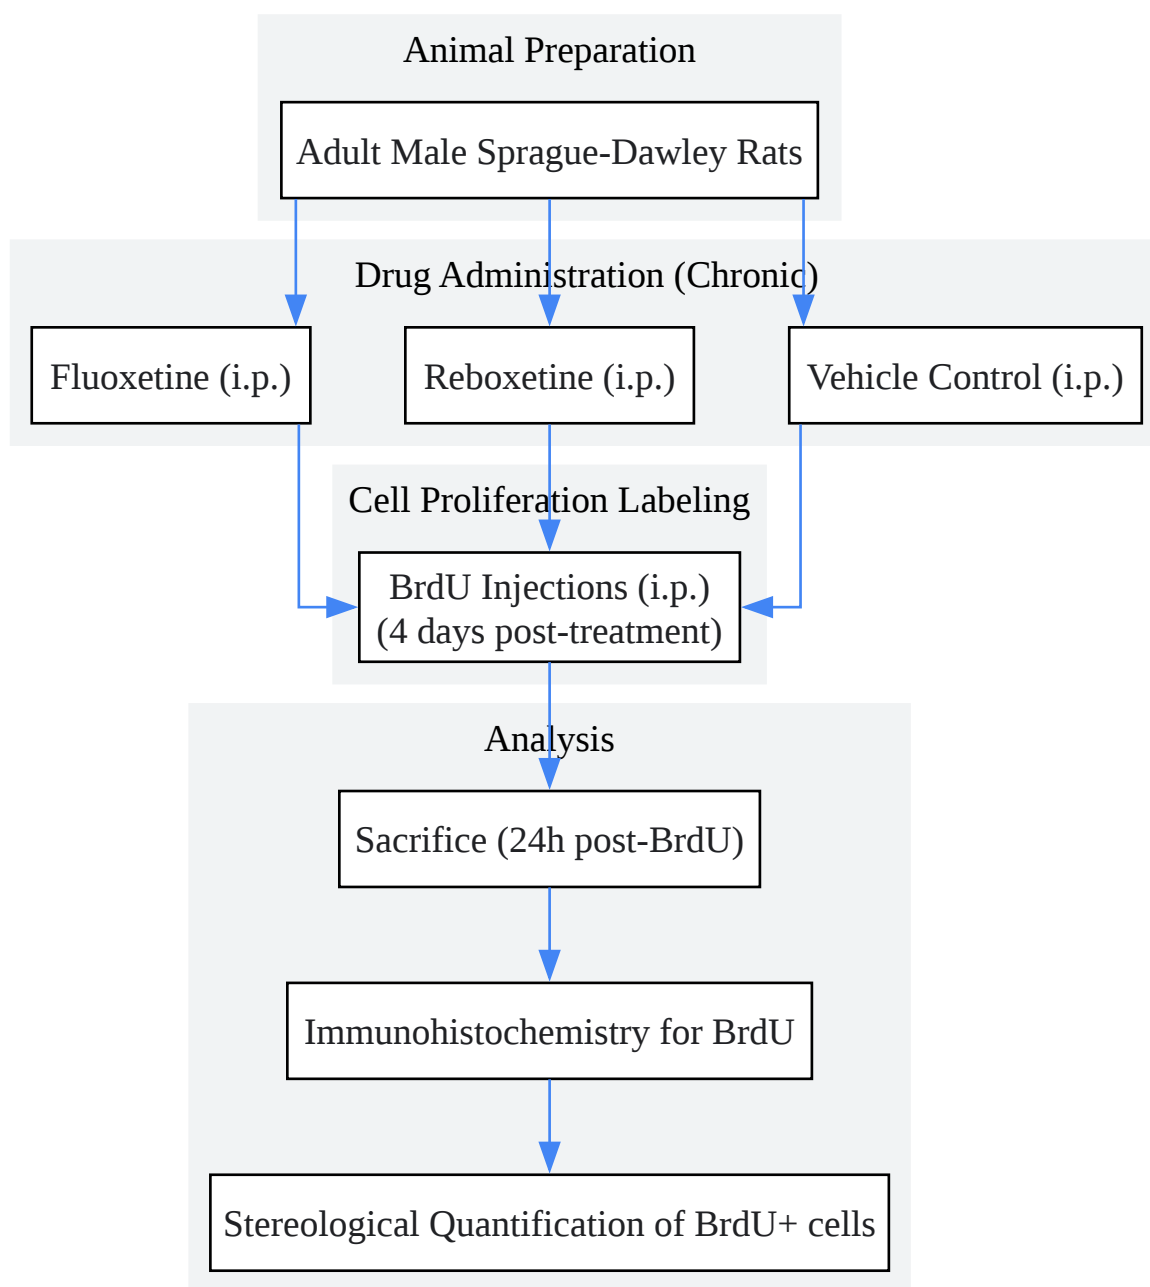 Animal Preparation
Adult Male Sprague-Dawley Rats
Drug Administration (Chronic)
Fluoxetine (i.p.)
Reboxetine (i.p.)
Vehicle Control (i.p.)
Cell Proliferation Labeling
BrdU Injections (i.p.)
(4 days post-treatment)
Analysis
Sacrifice (24h post-BrdU)
Immunohistochemistry for BrdU
Stereological Quantification of BrdU+ cells